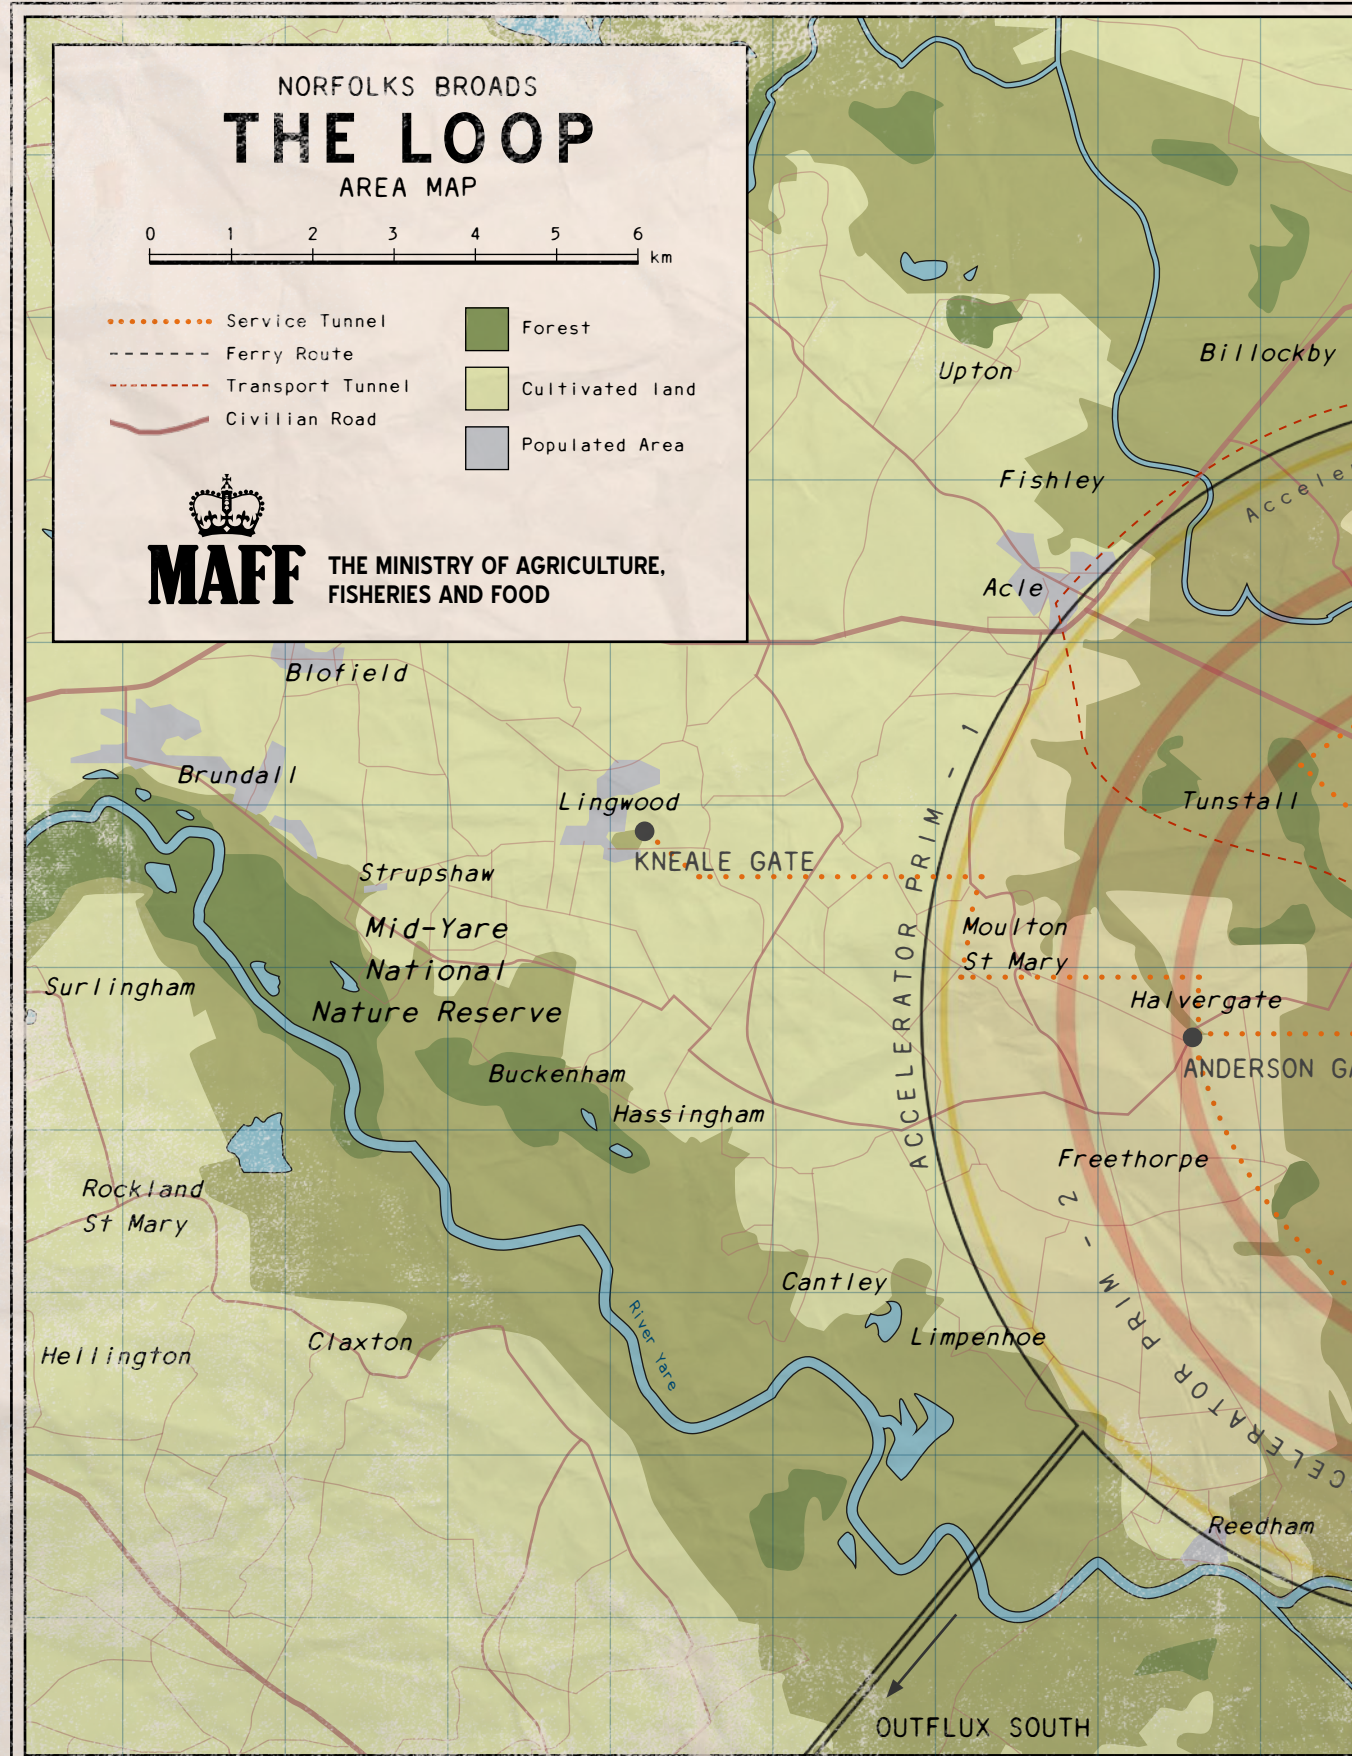 NORFOLKS BROADS
THE LOOP
AREA MAP
0 1 2 3 4 5 6
km
Service Tunnel
Ferry Route
Transport Tunnel
Civilian Road
Forest
Cultivated land
Populated Area
MAFF
THE MINISTRY OF AGRICULTURE,
FISHERIES AND FOOD
Billockby
Upton
Fishley
Accele
Acle
Blofield
Brundall
Lingwood
KNEALE GATE
Tunstall
ACCELERATOR PRIM - 1
Strupshaw
Mid-Yare
National
Nature Reserve
Moulton
St Mary
Surlingham
Halvergate
ANDERSON GA
Buckenham
Hassingham
Freethorpe
Rockland
St Mary
CELERATOR PRIM - 2
Cantley
Limpenhoe
River Yare
Claxton
Hellington
Reedham
OUTFLUX SOUTH